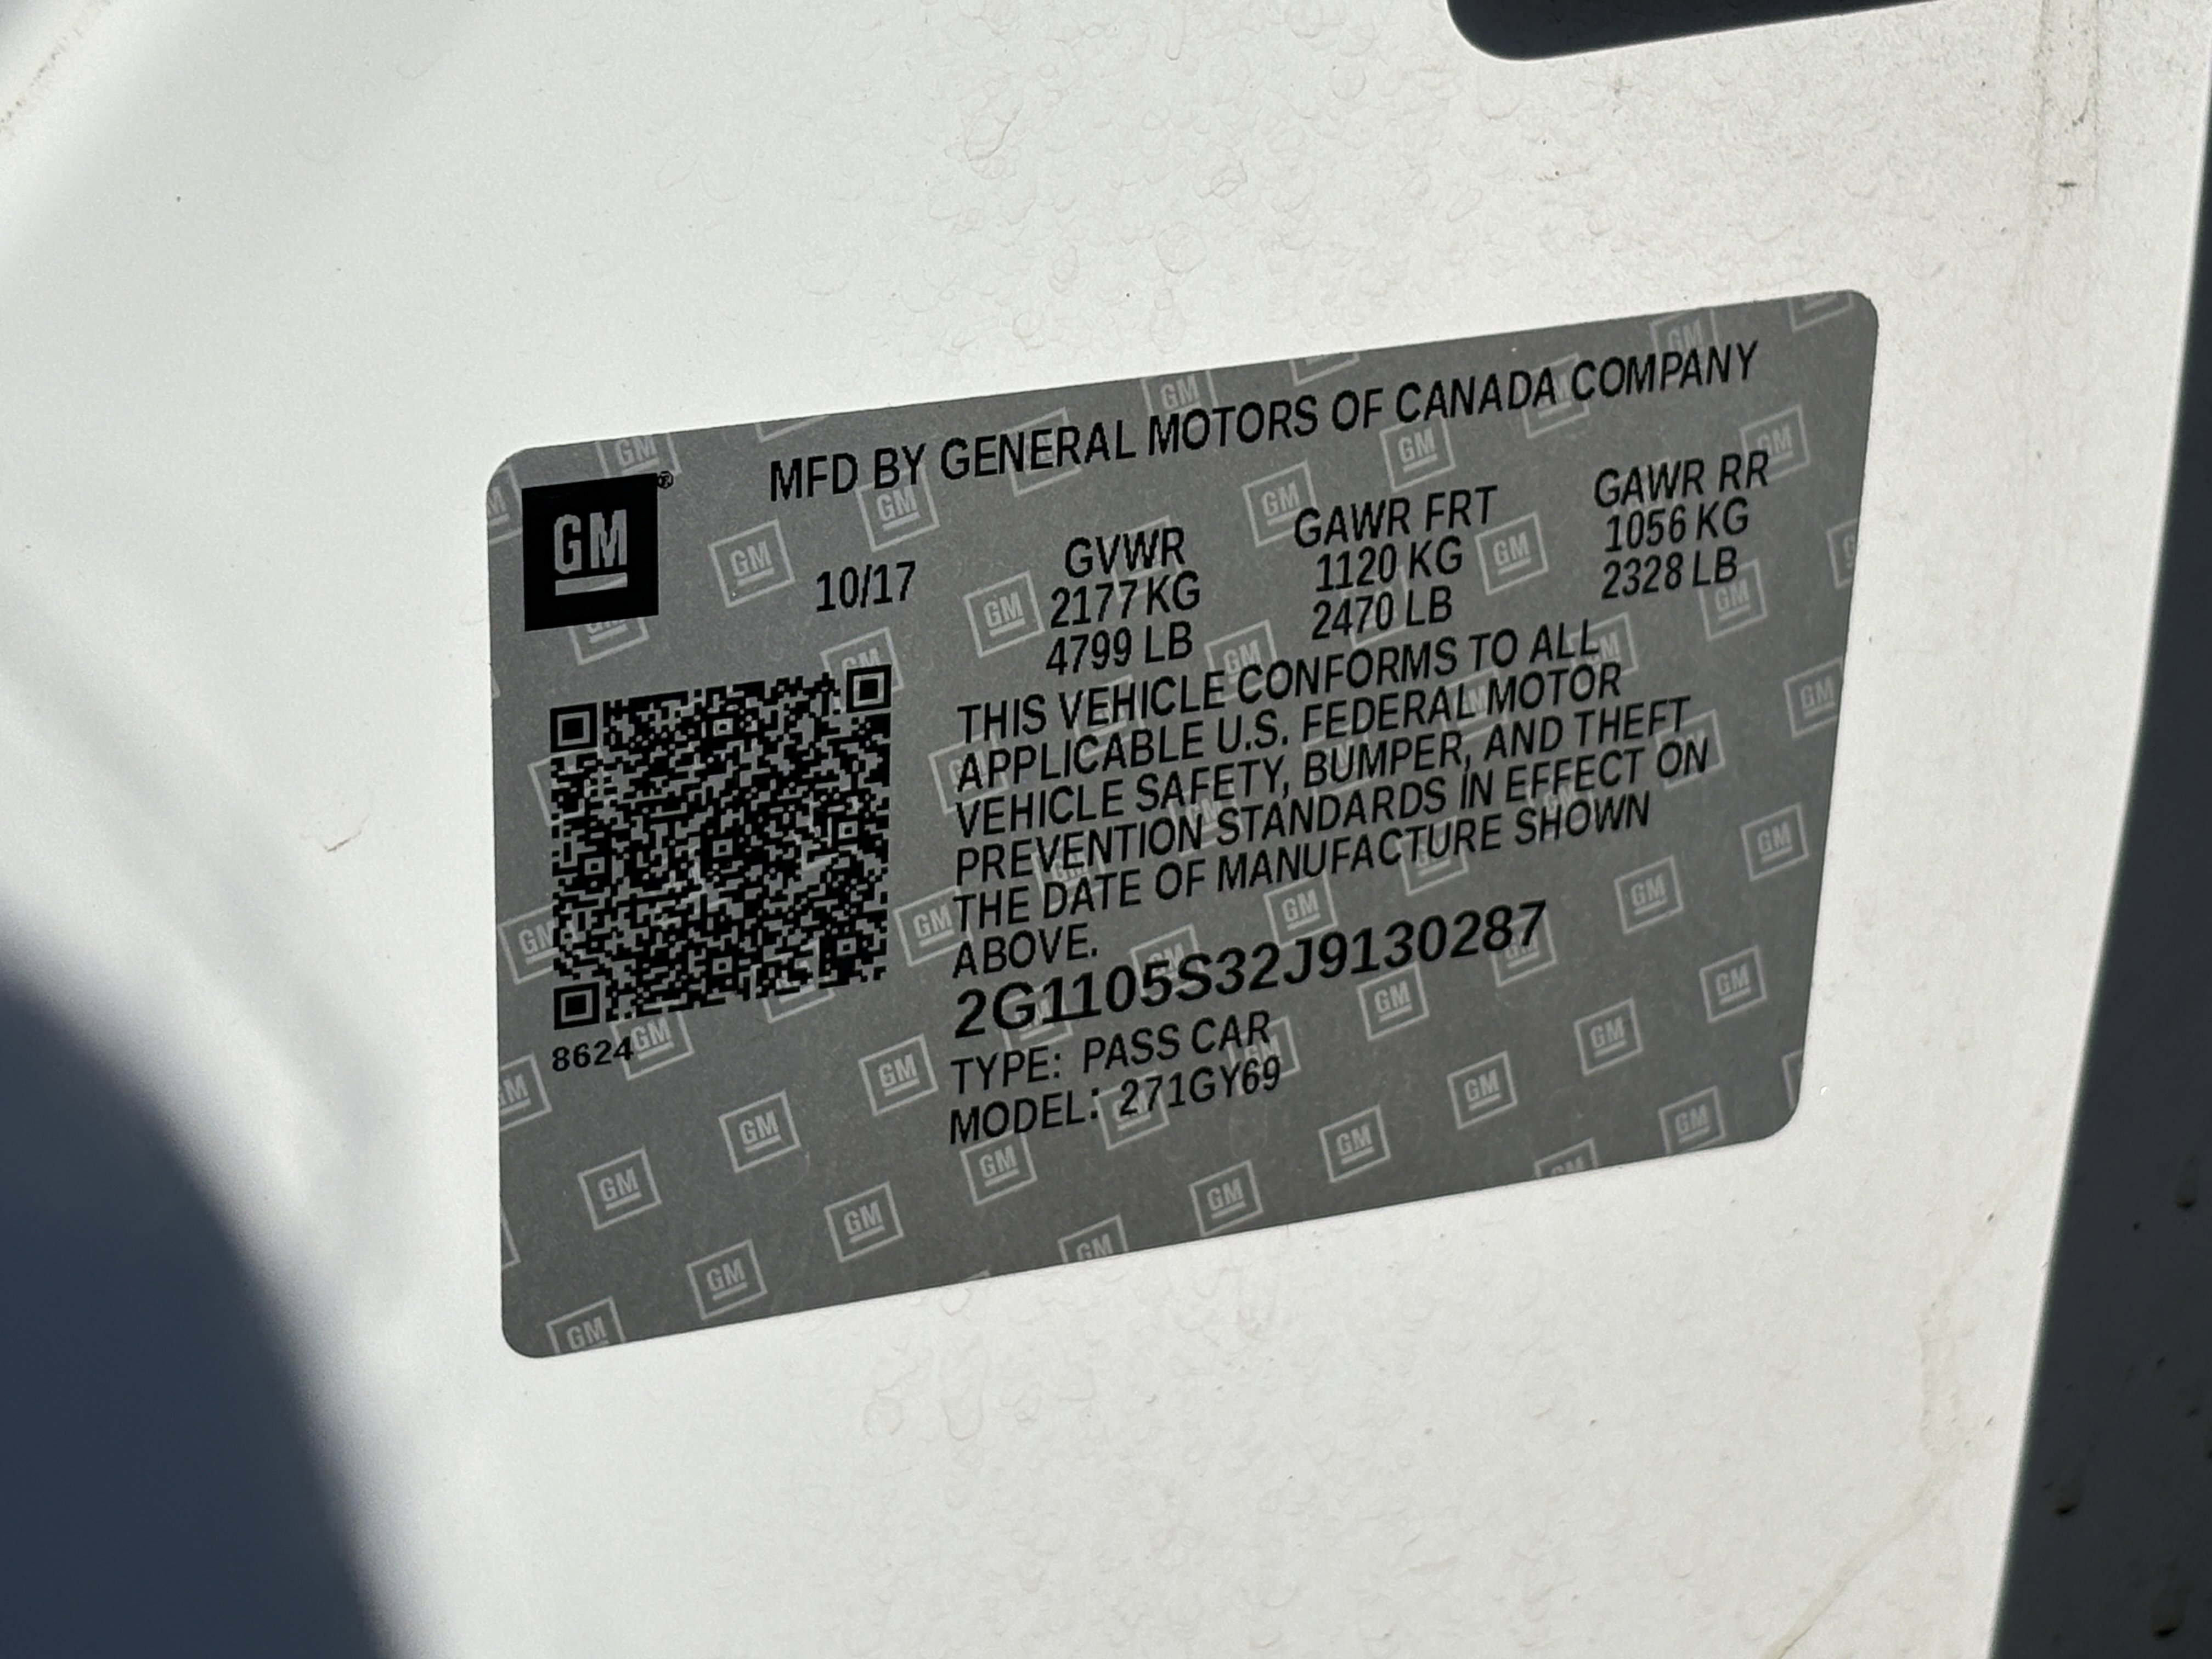 MFD BY GENERAL MOTORS OF CANADA COMPANY
GM®
10/17
GVWR
2177 KG
4799 LB
GAWR FRT
1120 KG
2470 LB
GAWR RR
1056 KG
2328 LB
THIS VEHICLE CONFORMS TO ALL
APPLICABLE U.S. FEDERAL MOTOR
VEHICLE SAFETY, BUMPER, AND THEFT
PREVENTION STANDARDS IN EFFECT ON
THE DATE OF MANUFACTURE SHOWN
ABOVE.
2G1105S32J9130287
TYPE: PASS CAR
MODEL: 271GY69
8624